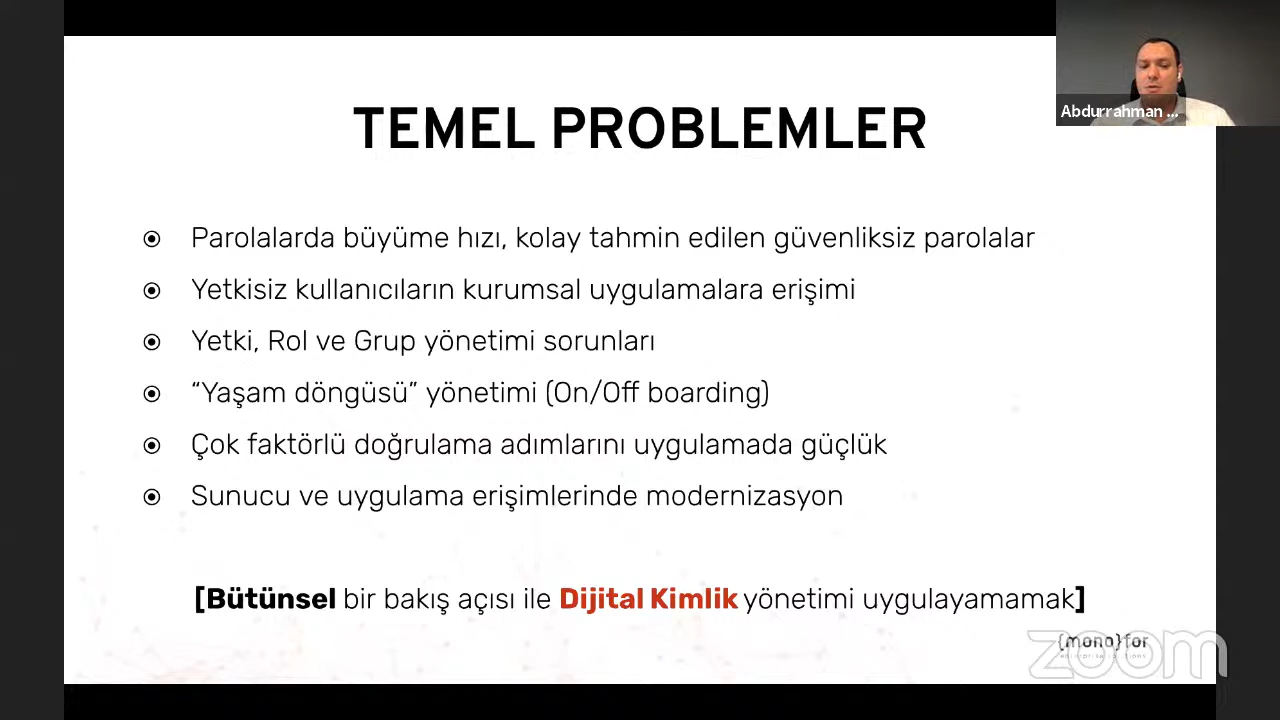 Abdurrahman ...
TEMEL PROBLEMLER
Parolalarda büyüme hızı, kolay tahmin edilen güvenliksiz parolalar
Yetkisiz kullanıcıların kurumsal uygulamalara erişimi
Yetki, Rol ve Grup yönetimi sorunları
“Yaşam döngüsü” yönetimi (On/Off boarding)
Çok faktörlü doğrulama adımlarını uygulamada güçlük
Sunucu ve uygulama erişimlerinde modernizasyon
[Bütünsel bir bakış açısı ile Dijital Kimlik yönetimi uygulayamamak]
{mono}for
zoom